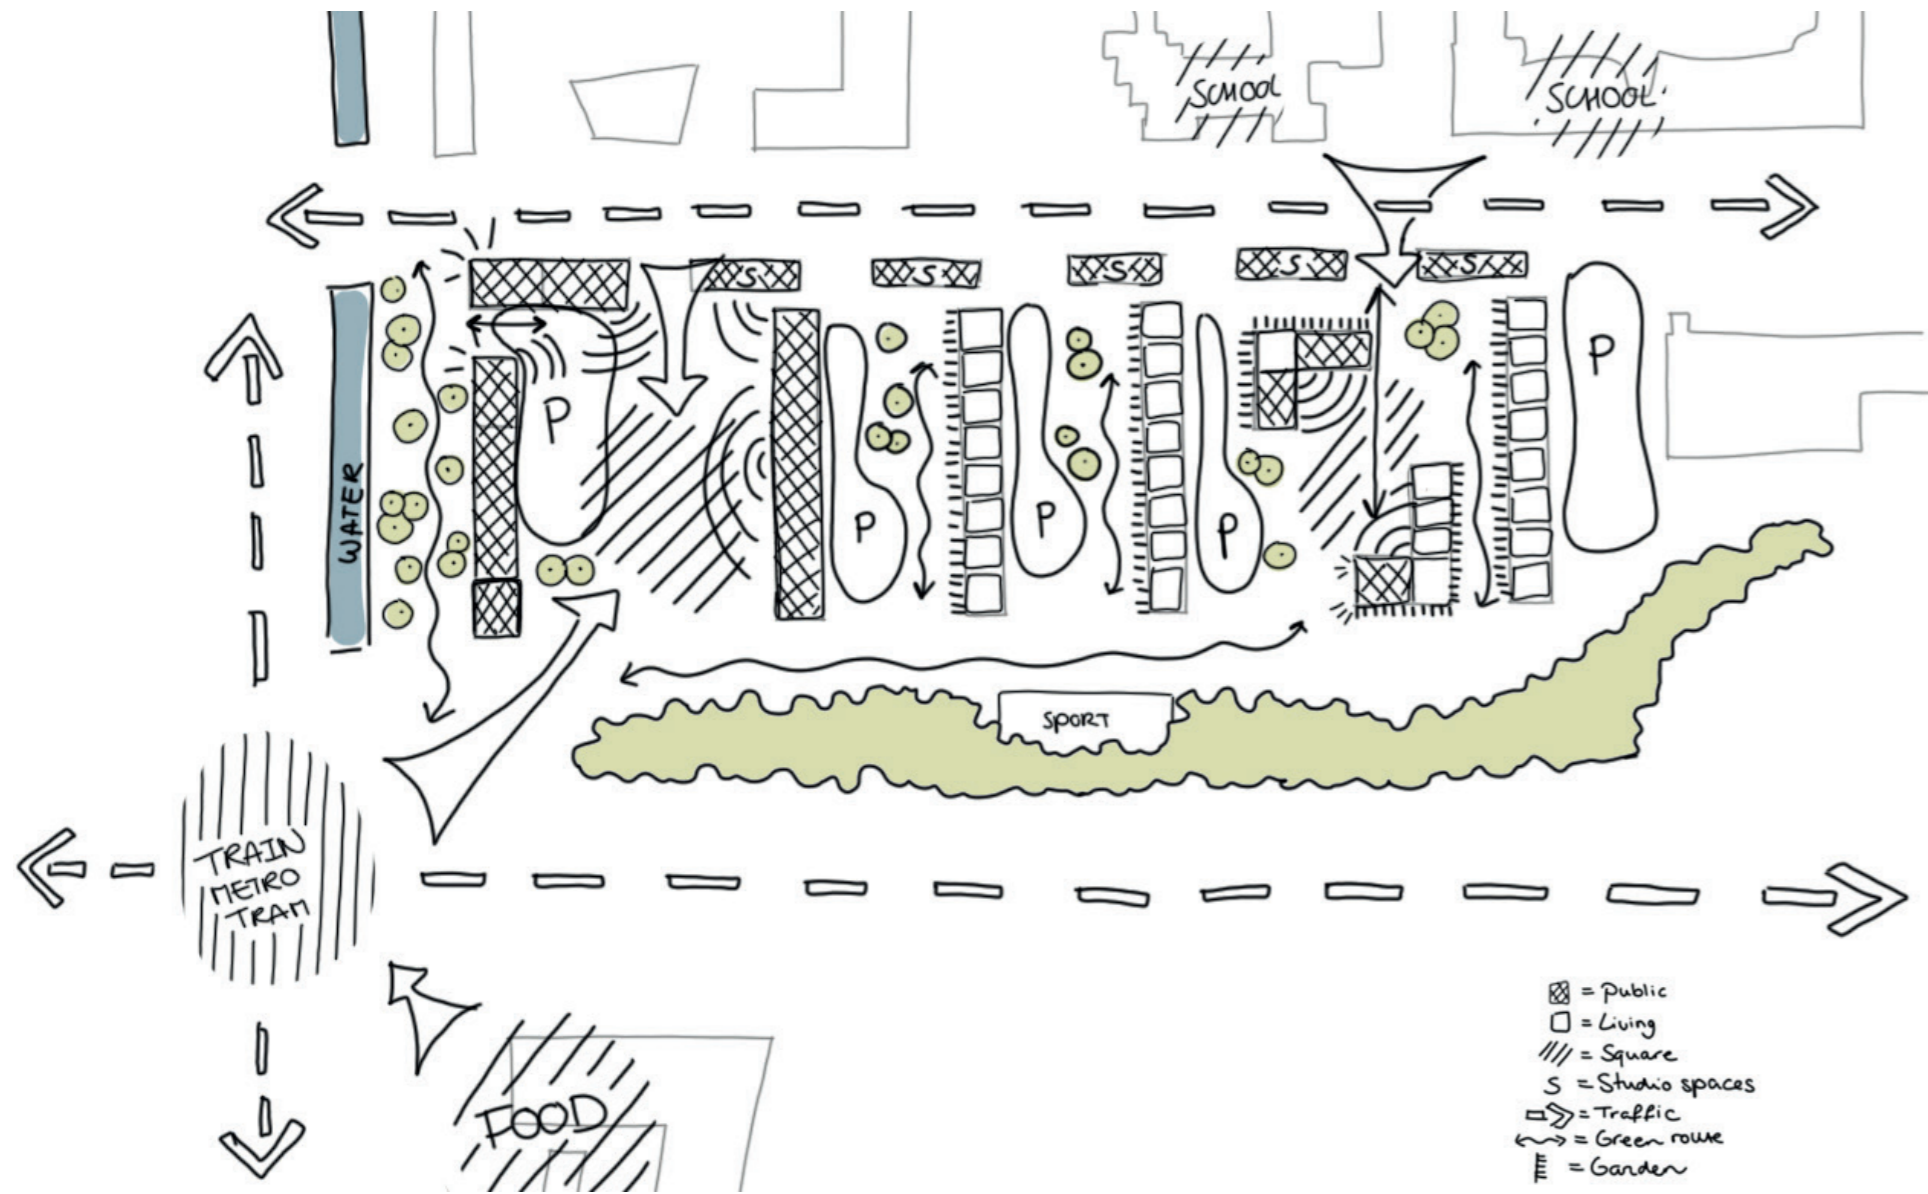 SCHOOL
SCHOOL
S
S
S
S
S
P
P
WATER
P
P
P
SPORT
TRAIN
METRO
TRAM
FOOD
= Public
= Living
= Square
S = Studio spaces
= Traffic
= Green route
= Garden